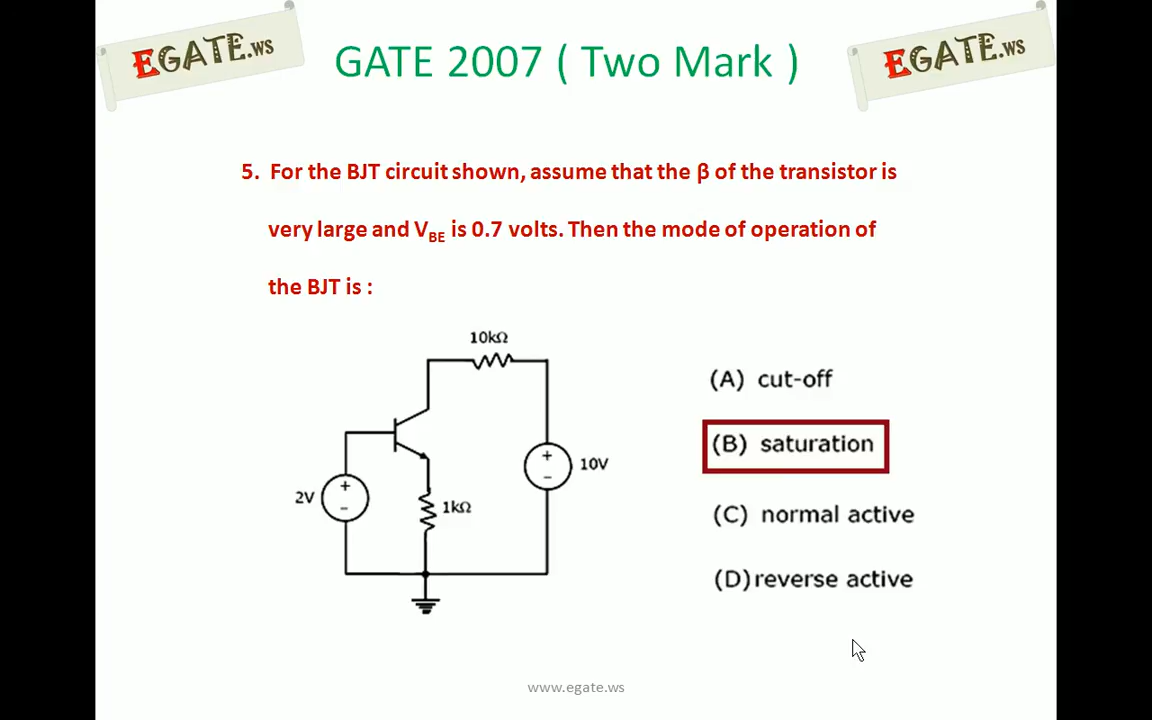 EGATE.ws
GATE 2007 ( Two Mark )
EGATE.ws
5. For the BJT circuit shown, assume that the β of the transistor is
very large and VBE is 0.7 volts. Then the mode of operation of
the BJT is :
10kΩ
(A) cut-off
(B) saturation
+
+
10V
-
2V
+
-
1kΩ
(C) normal active
(D) reverse active
www.egate.ws